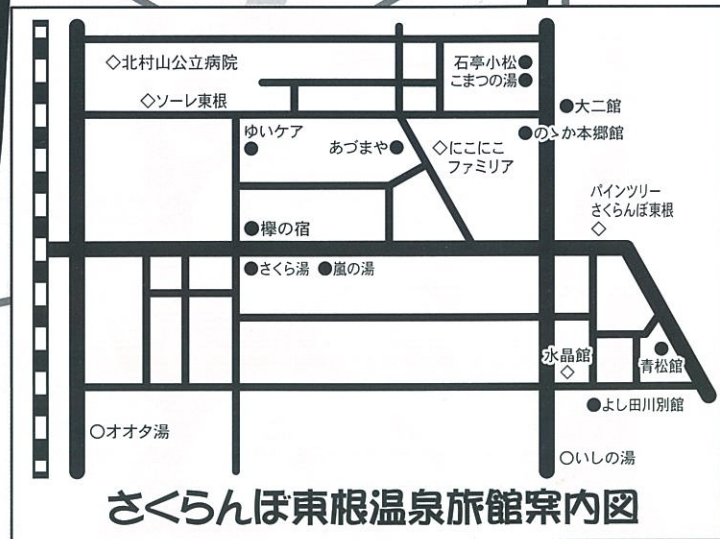 ◇北村山公立病院
石亭小松●
こまつの湯●
◇ソーレ東根
●大二館
ゆいケア
●
あづまや●
◇にこにこ
ファミリア
●のゝか本郷館
パインツリー
さくらんぼ東根
◇
●欅の宿
●さくら湯 ●嵐の湯
水晶館
◇
●
青松館
●よし田川別館
○オオタ湯
○いしの湯
さくらんぼ東根温泉旅館案内図